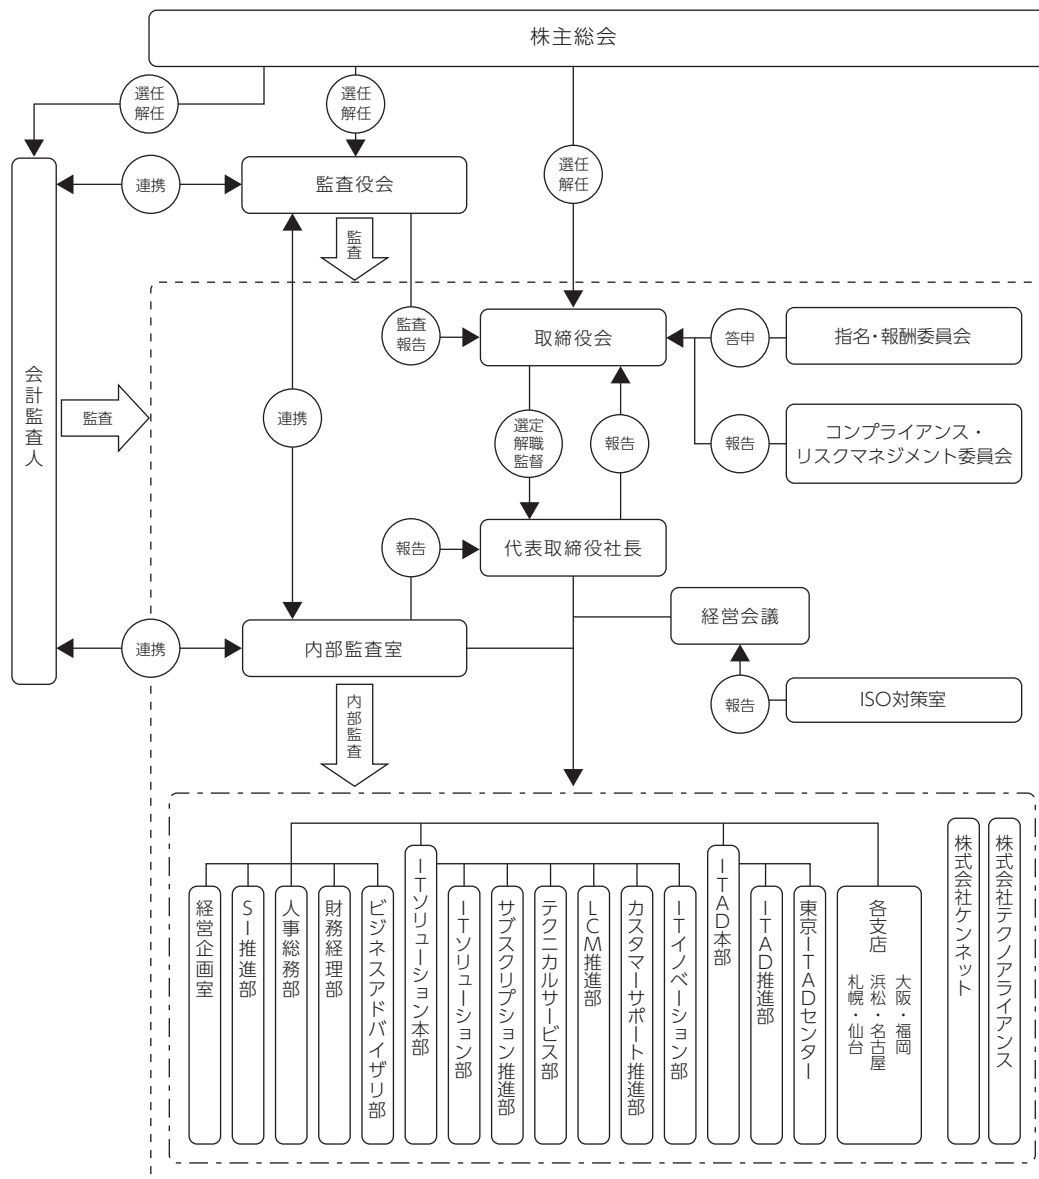 株主総会
選任
解任
選任
解任
選任
解任
連携
監査役会
監査
監査
報告
取締役会
答申
指名・報酬委員会
会計監査人
監査
連携
選定
解職
監督
報告
報告
コンプライアンス・
リスクマネジメント委員会
報告
代表取締役社長
経営会議
連携
内部監査室
報告
ISO対策室
内部監査
経営企画室
SI推進部
人事総務部
財務経理部
ビジネスアドバイザリ部
ITソリューション本部
ITソリューション部
サブスクリプション推進部
テクニカルサービス部
LCM推進部
カスタマーサポート推進部
ITイノベーション部
ITAD本部
ITAD推進部
東京ITADセンター
各支店
大阪・福岡
浜松・名古屋
札幌・仙台
株式会社ケンネット
株式会社テクノアライアンス